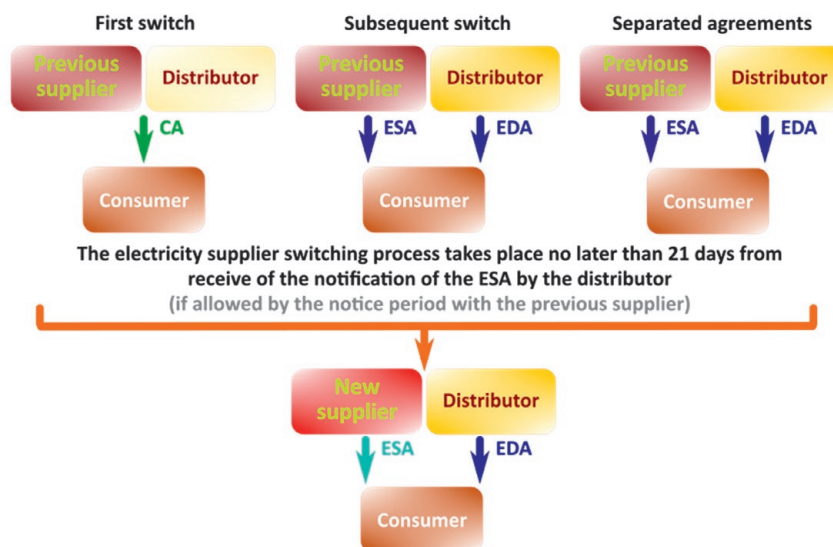 First switch
Subsequent switch
Separated agreements
Previous
supplier
Distributor
Previous
supplier
Distributor
Previous
supplier
Distributor
CA
ESA
EDA
ESA
EDA
Consumer
Consumer
Consumer
The electricity supplier switching process takes place no later than 21 days from
receive of the notification of the ESA by the distributor
(if allowed by the notice period with the previous supplier)
New
supplier
Distributor
ESA
EDA
Consumer